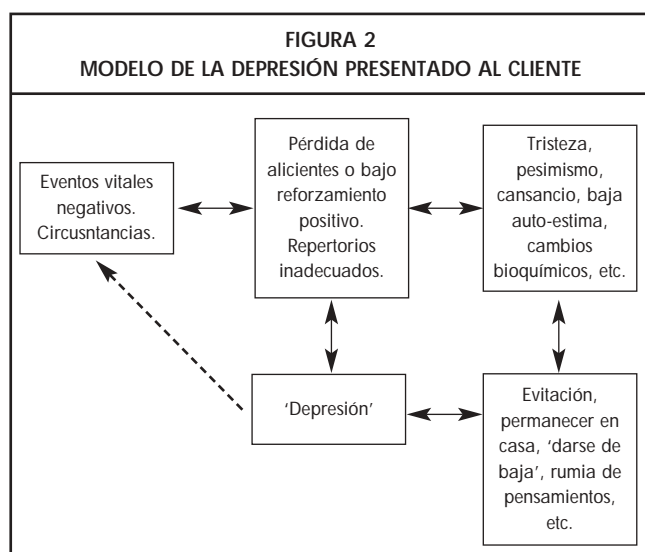 FIGURA 2
MODELO DE LA DEPRESIÓN PRESENTADO AL CLIENTE
Eventos vitales
negativos.
Circusntancias.
Pérdida de
alicientes o bajo
reforzamiento
positivo.
Repertorios
inadecuados.
Tristeza,
pesimismo,
cansancio, baja
auto-estima,
cambios
bioquímicos, etc.
'Depresión'
Evitación,
permanecer en
casa, 'darse de
baja', rumia de
pensamientos,
etc.